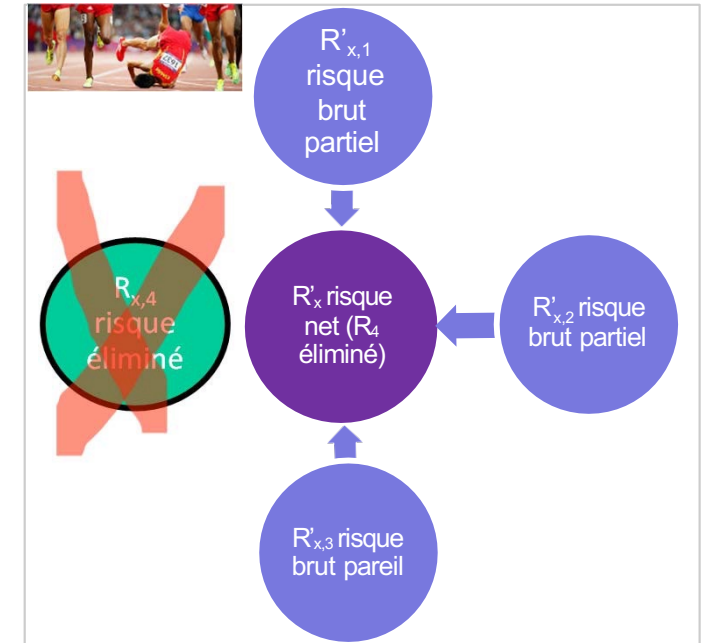 R'x,1
risque
brut
partiel
Rx,4
risque
éliminé
R'x risque
net (R4
éliminé)
R'x,2 risque
brut partiel
R'x,3 risque
brut pareil
1637